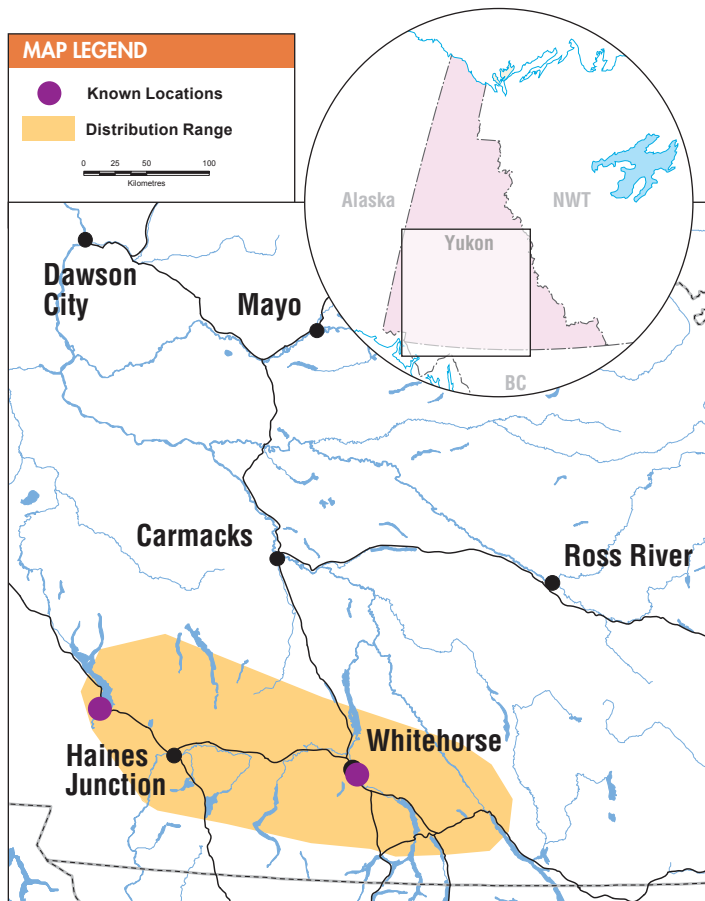 MAP LEGEND
Known Locations
Distribution Range
0 25 50 100
Kilometres
Alaska
NWT
Yukon
BC
Dawson
City
Mayo
Carmacks
Ross River
Whitehorse
Haines
Junction